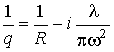 1/q = 1/R - i λ/πω²